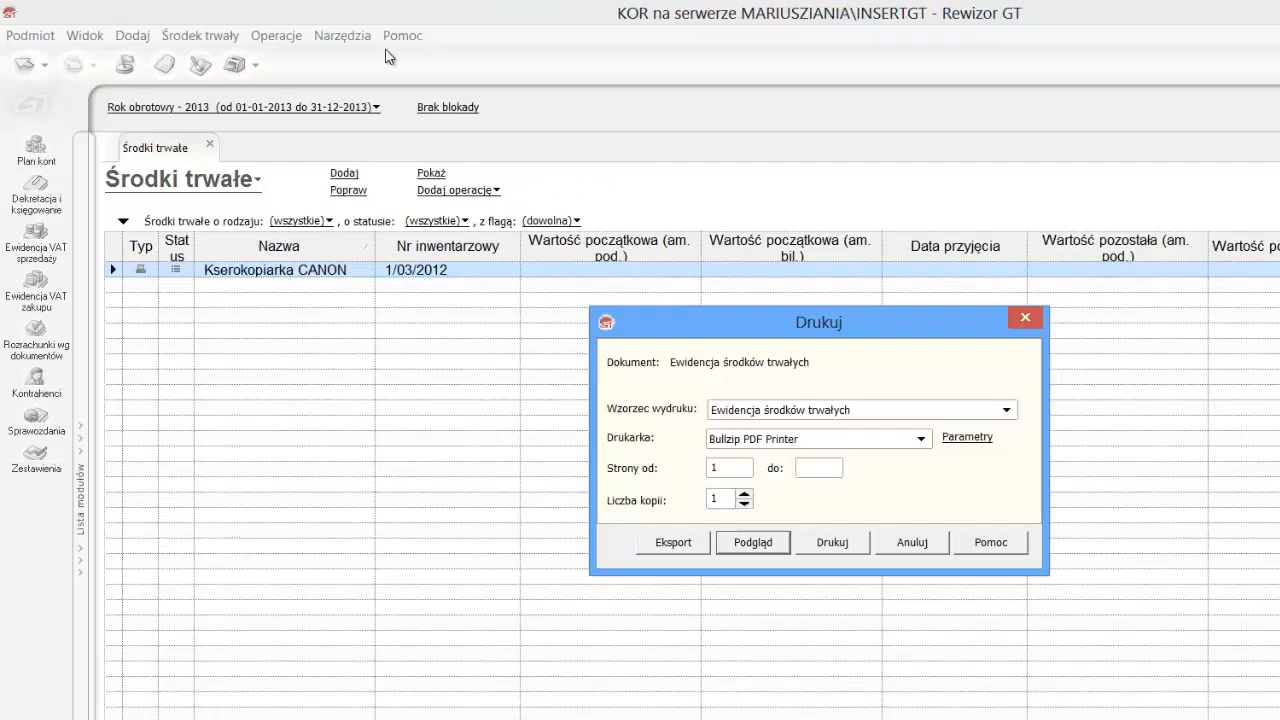 KOR na serwerze MARIUSZIANIA\INSERTGT - Rewizor GT
Podmiot Widok Dodaj Środek trwały Operacje Narzędzia Pomoc
Rok obrotowy - 2013 (od 01-01-2013 do 31-12-2013) Brak blokady
Środki trwałe
Środki trwałe
Dodaj Pokaż
Popraw Dodaj operację
Środki trwałe o rodzaju: (wszystkie) , o statusie: (wszystkie) , z flagą: (dowolna)
Typ Status Nazwa Nr inwentarzowy Wartość początkowa (am. pod.) Wartość początkowa (am. bil.) Data przyjęcia Wartość pozostała (am. pod.) Wartość po
Kserokopiarka CANON 1/03/2012
Plan kont
Dekretacja i
księgowanie
Ewidencja VAT
sprzedaży
Ewidencja VAT
zakupu
Rozrachunki wg
dokumentów
Kontrahenci
Sprawozdania
Zestawienia
Lista modułów
Drukuj
Dokument: Ewidencja środków trwałych
Wzorzec wydruku: Ewidencja środków trwałych
Drukarka: Bullzip PDF Printer Parametry
Strony od: 1 do:
Liczba kopii: 1
Eksport Podgląd Drukuj Anuluj Pomoc